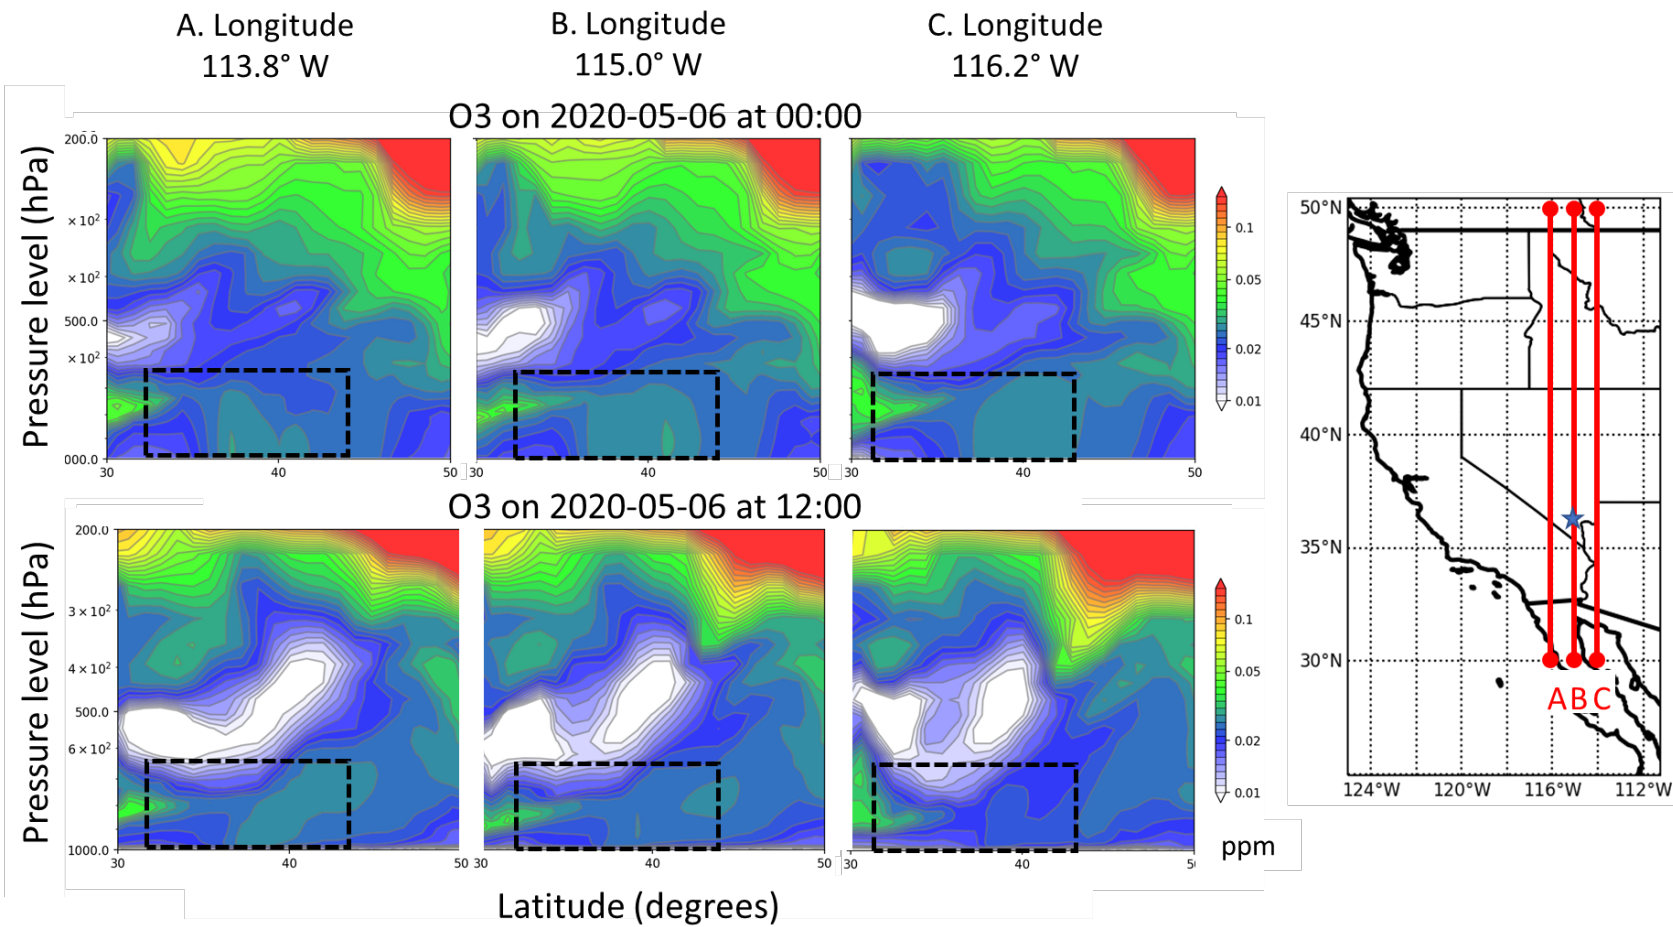 A. Longitude
113.8° W
B. Longitude
115.0° W
C. Longitude
116.2° W
O3 on 2020-05-06 at 00:00
Pressure level (hPa)
200.0
× 10²
× 10²
500.0
× 10²
000.0
30
40
50
30
40
50
30
40
50
0.1
0.05
0.02
0.01
O3 on 2020-05-06 at 12:00
Pressure level (hPa)
200.0
3 × 10²
4 × 10²
500.0
6 × 10²
1000.0
30
40
50
30
40
50
30
40
5
0.1
0.05
0.02
0.01
ppm
Latitude (degrees)
50°N
45°N
40°N
35°N
30°N
A B C
124°W
120°W
116°W
112°W